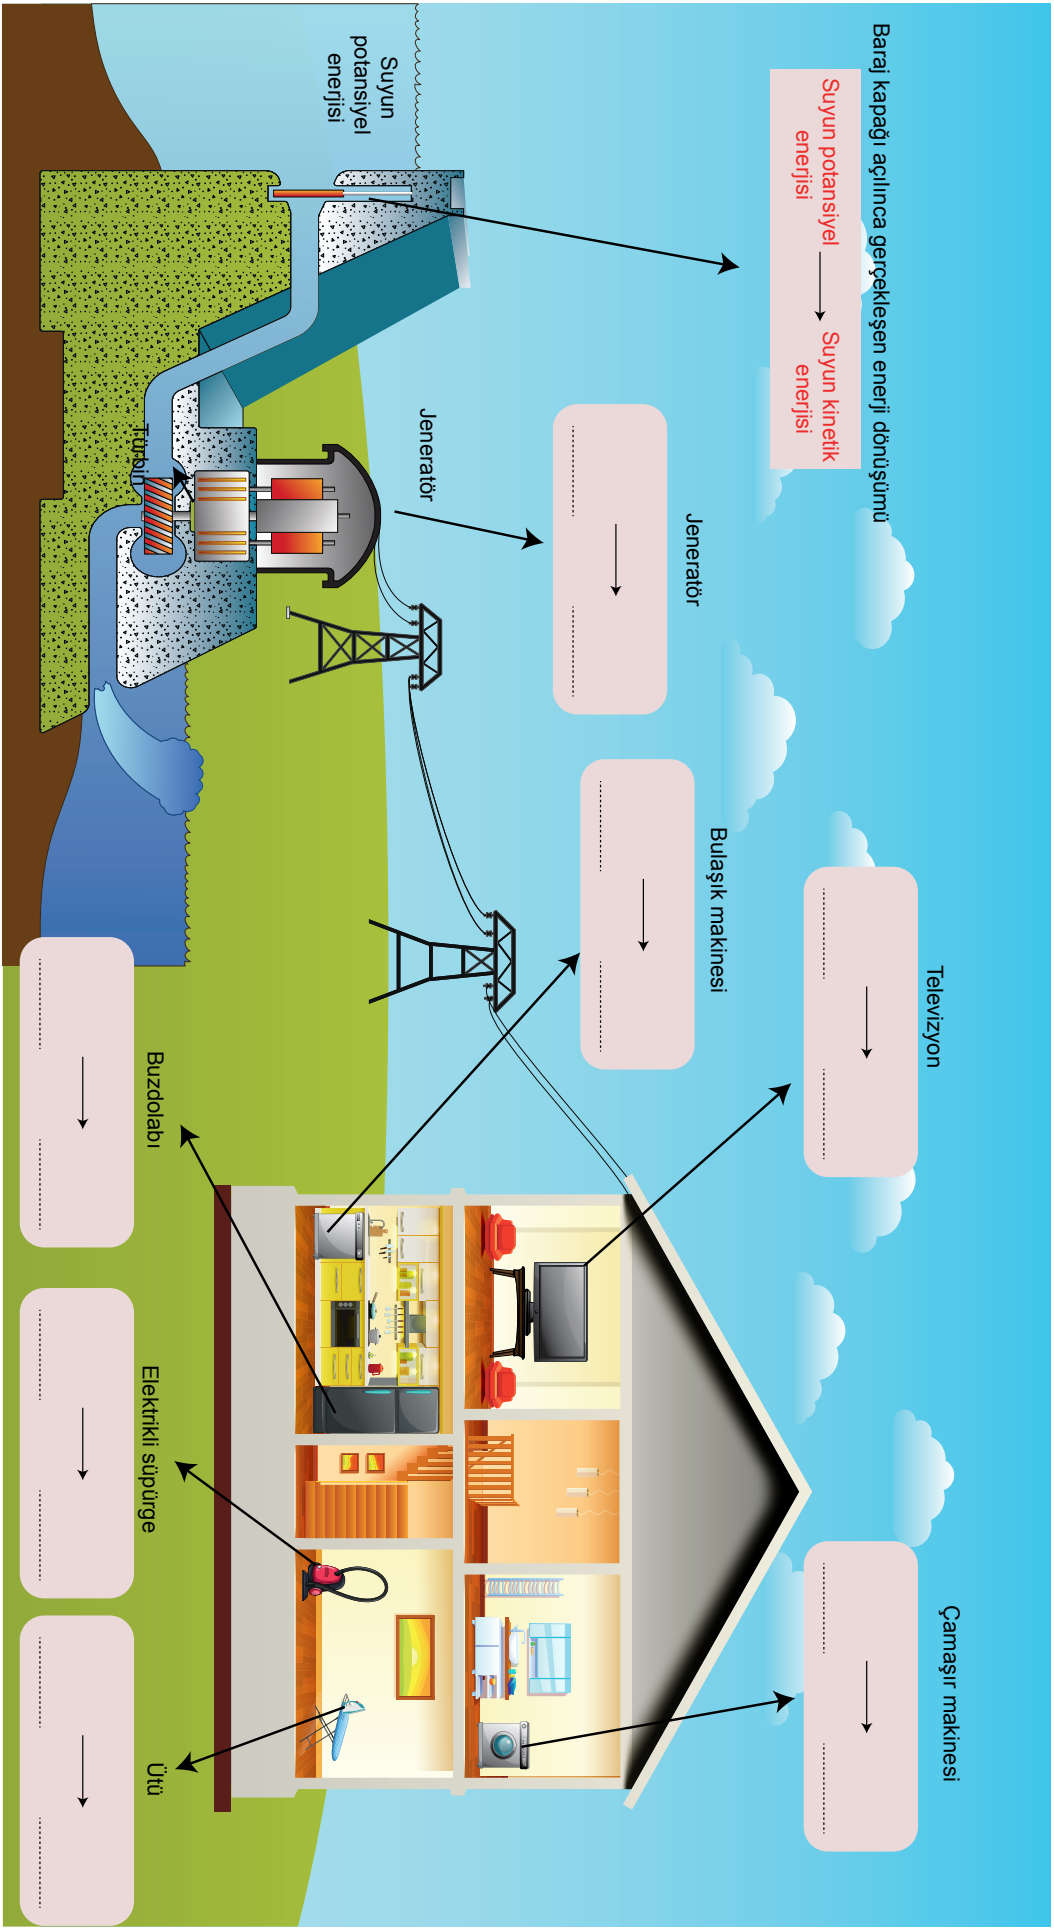 Baraj kapağı açılınca gerçekleşen enerji dönüşümü
Suyun potansiyel
enerjisi
Suyun kinetik
enerjisi
Suyun
potansiyel
enerjisi
Jeneratör
Türbin
Jeneratör
Bulaşık makinesi
Televizyon
Çamaşır makinesi
Buzdolabı
Elektrikli süpürge
Ütü